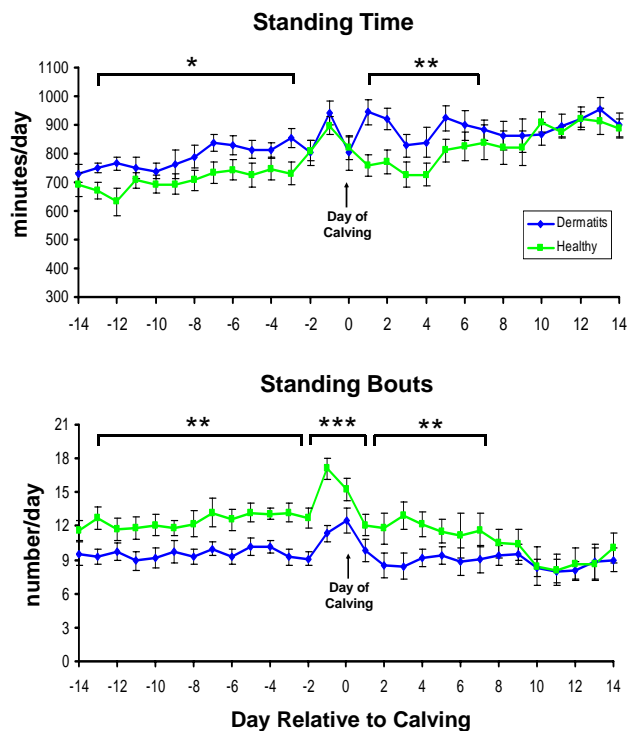 Standing Time
*
**
minutes/day
1100
1000
900
800
700
600
500
400
300
Day of
Calving
Dermatits
Healthy
-14 -12 -10 -8 -6 -4 -2 0 2 4 6 8 10 12 14
Standing Bouts
**
***
**
number/day
21
18
15
12
9
6
3
0
Day of
Calving
-14 -12 -10 -8 -6 -4 -2 0 2 4 6 8 10 12 14
Day Relative to Calving